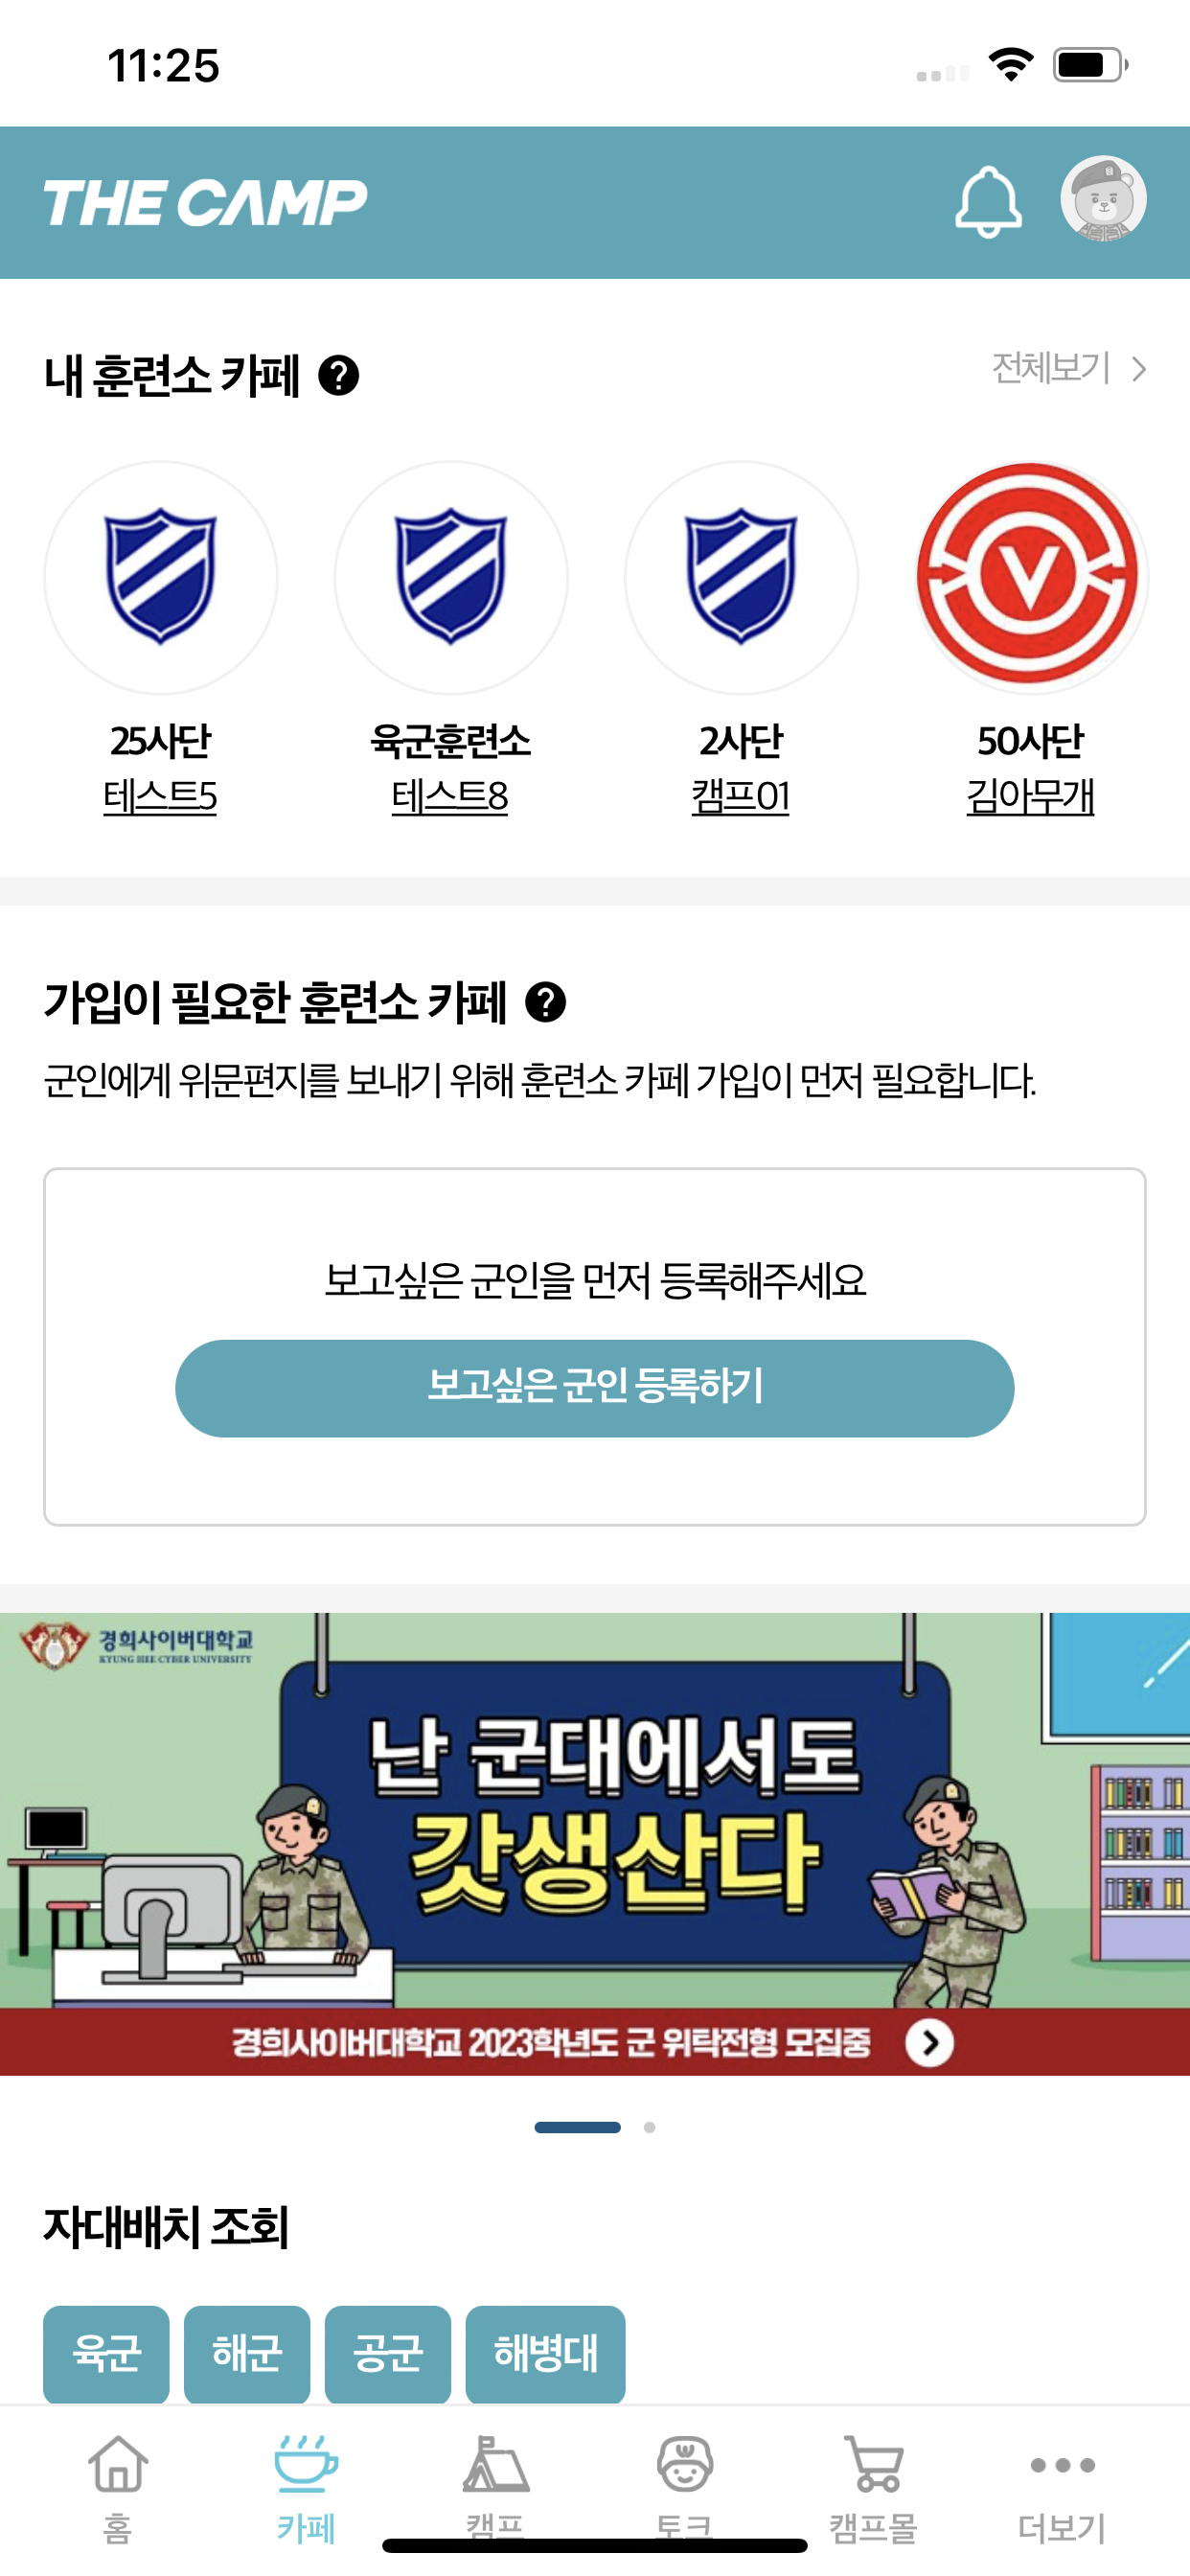 11:25
THE CAMP
내 훈련소 카페 ?
전체보기 >
25사단 육군훈련소 2사단 50사단
테스트5 테스트8 캠프01 김아무개
가입이 필요한 훈련소 카페 ?
군인에게 위문편지를 보내기 위해 훈련소 카페 가입이 먼저 필요합니다.
보고싶은 군인을 먼저 등록해주세요
보고싶은 군인 등록하기
경희사이버대학교
KYUNG HEE CYBER UNIVERSITY
난 군대에서도
갓생산다
경희사이버대학교 2023학년도 군 위탁전형 모집중
자대배치 조회
육군 해군 공군 해병대
홈 카페 캠프 토크 캠프몰 더보기